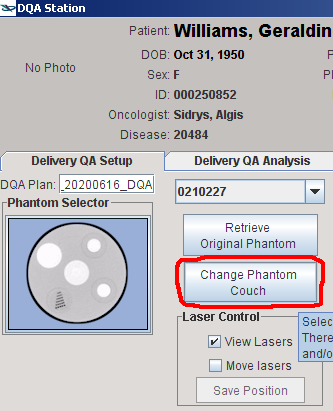 DQA Station
Patient: Williams, Geraldin
No Photo
DOB: Oct 31, 1950
Sex: F
ID: 000250852
Oncologist: Sidrys, Algis
Disease: 20484
Delivery QA Setup
Delivery QA Analysis
DQA Plan: _20200616_DQA
0210227
Phantom Selector
Retrieve
Original Phantom
Change Phantom
Couch
Laser Control
View Lasers
Move lasers
Save Position
Selec
There
and/o